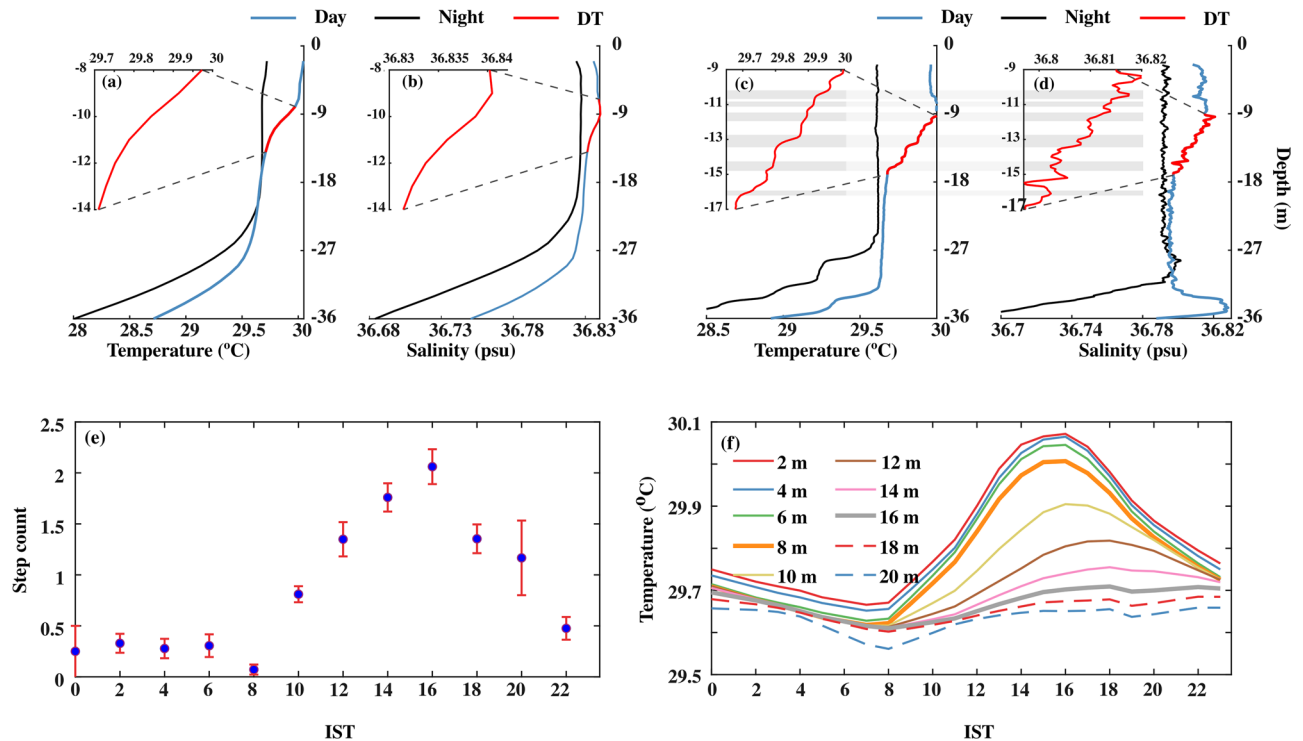 Day Night DT
Day Night DT
29.7 29.8 29.9 30
36.83 36.835 36.84
0
29.7 29.8 29.9 30
36.8 36.81 36.82
0
-8 (a)
-8 (b)
-9 (c)
-9 (d)
-10
-10
-9
-11
-11
-9
-12
-12
-13
-13
-15
-15
-14
-14
-18
-17
-17
-18
-27
-27
Depth (m)
-36
-36
28 28.5 29 29.5 30
36.68 36.73 36.78 36.83
28.5 29 29.5 30
36.7 36.74 36.78 36.82
Temperature (oC)
Salinity (psu)
Temperature (oC)
Salinity (psu)
(e)
2.5
2
1.5
1
0.5
0
Step count
0 2 4 6 8 10 12 14 16 18 20 22
IST
(f)
30.1
29.9
29.7
29.5
Temperature (oC)
2 m 12 m
4 m 14 m
6 m 16 m
8 m 18 m
10 m 20 m
0 2 4 6 8 10 12 14 16 18 20 22
IST